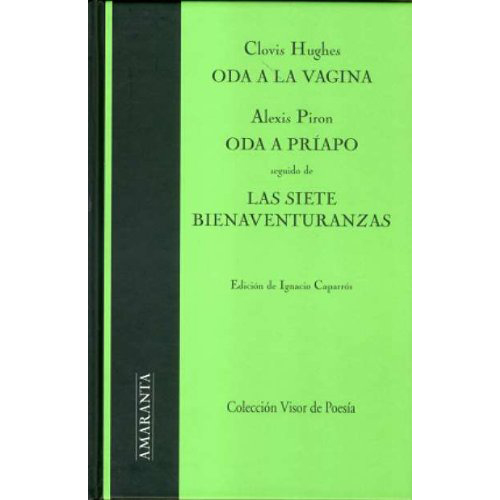 Clovis Hughes
ODA A LA VAGINA
Alexis Piron
ODA A PRÍAPO
seguido de
LAS SIETE
BIENAVENTURANZAS
Edición de Ignacio Caparrós
Colección Visor de Poesía
AMARANTA